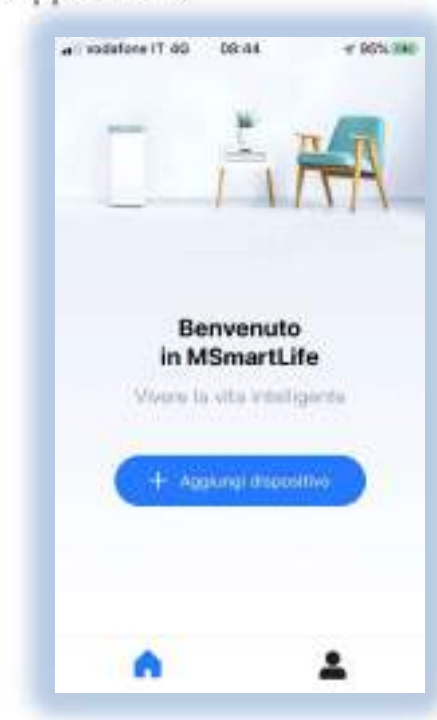 vodafone IT 4G 08:44 95%
Benvenuto
in MSmartLife
Vivere la vita intelligente
+ Aggiungi dispositivo